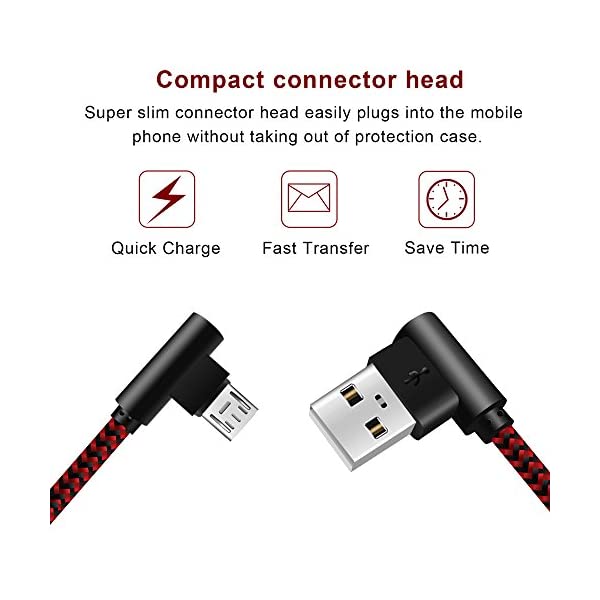 Compact connector head
Super slim connector head easily plugs into the mobile
phone without taking out of protection case.
Quick Charge
Fast Transfer
Save Time